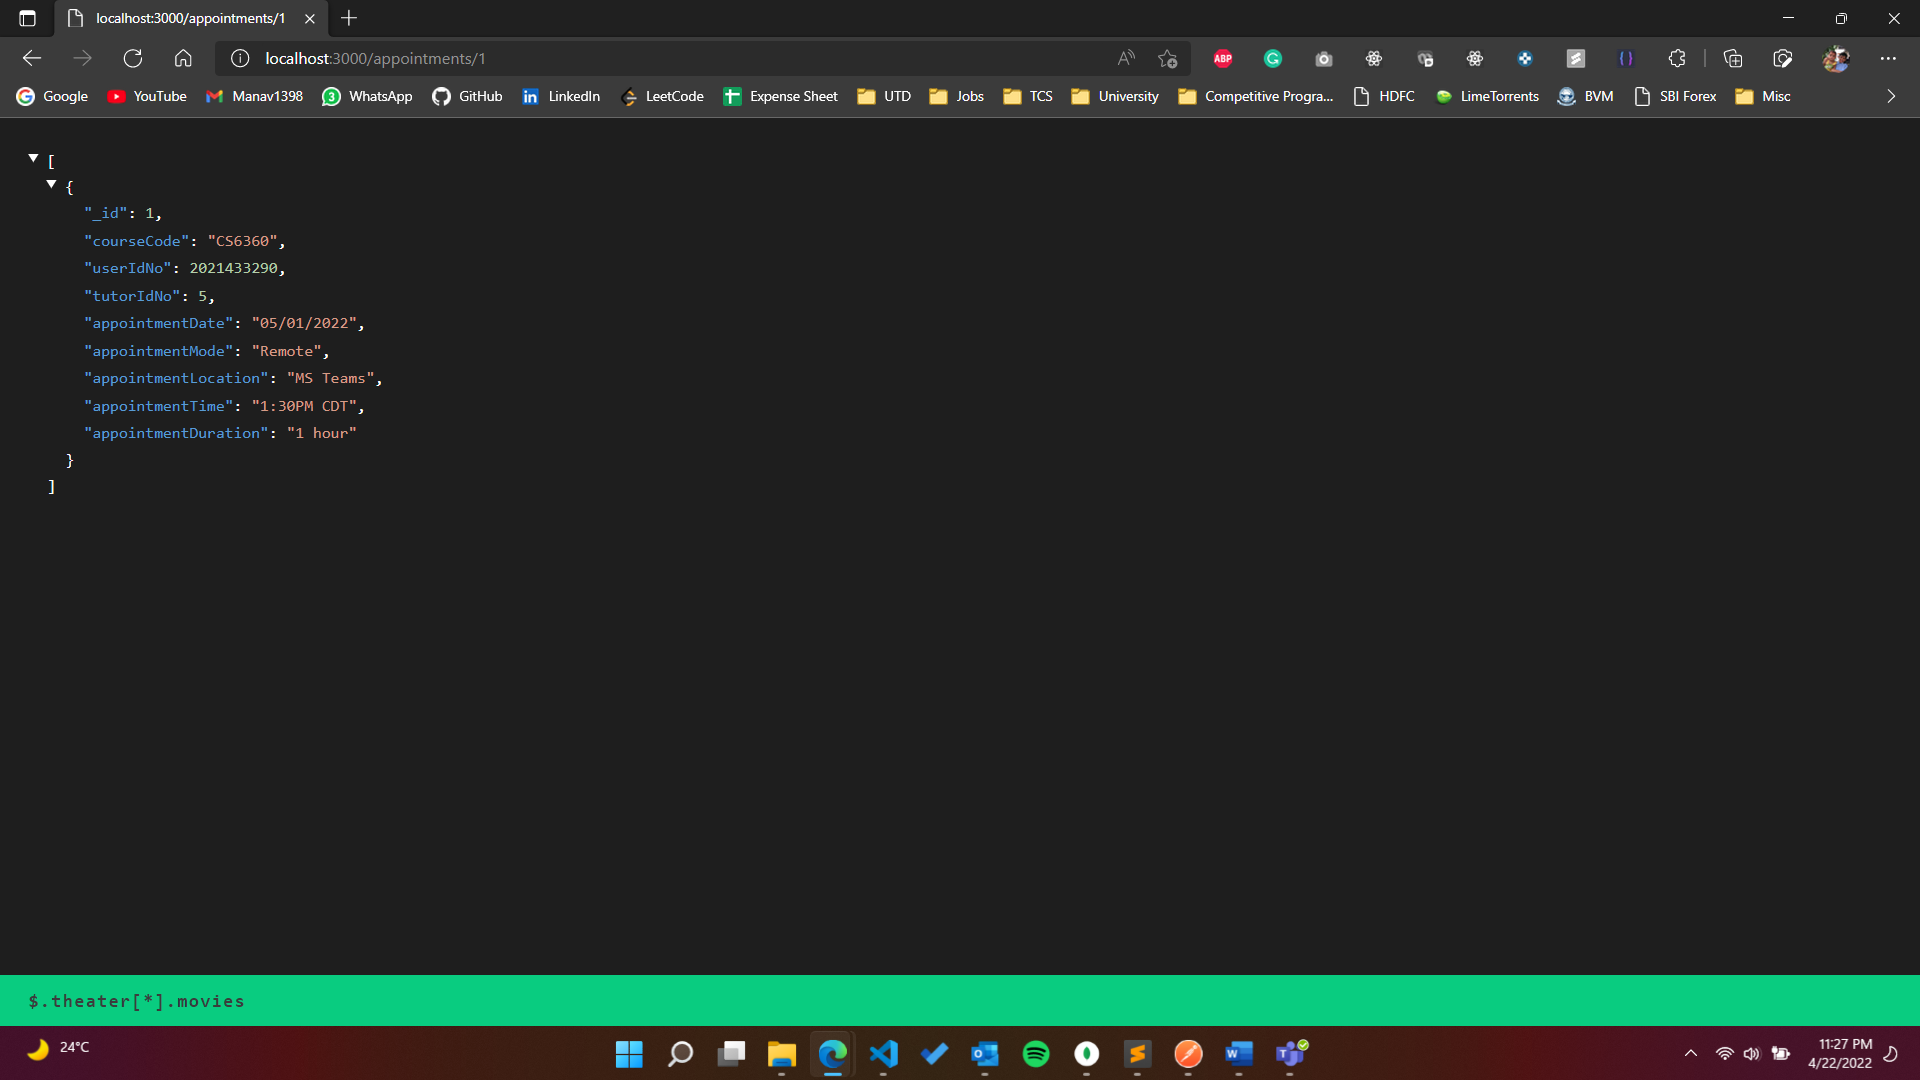 localhost:3000/appointments/1
localhost:3000/appointments/1
ABP
Google YouTube Manav1398 3 WhatsApp GitHub in LinkedIn LeetCode Expense Sheet UTD Jobs TCS University Competitive Progra... HDFC LimeTorrents BVM SBI Forex Misc
[
{
"_id": 1,
"courseCode": "CS6360",
"userIdNo": 2021433290,
"tutorIdNo": 5,
"appointmentDate": "05/01/2022",
"appointmentMode": "Remote",
"appointmentLocation": "MS Teams",
"appointmentTime": "1:30PM CDT",
"appointmentDuration": "1 hour"
}
]
$.theater[*].movies
24°C
11:27 PM
4/22/2022